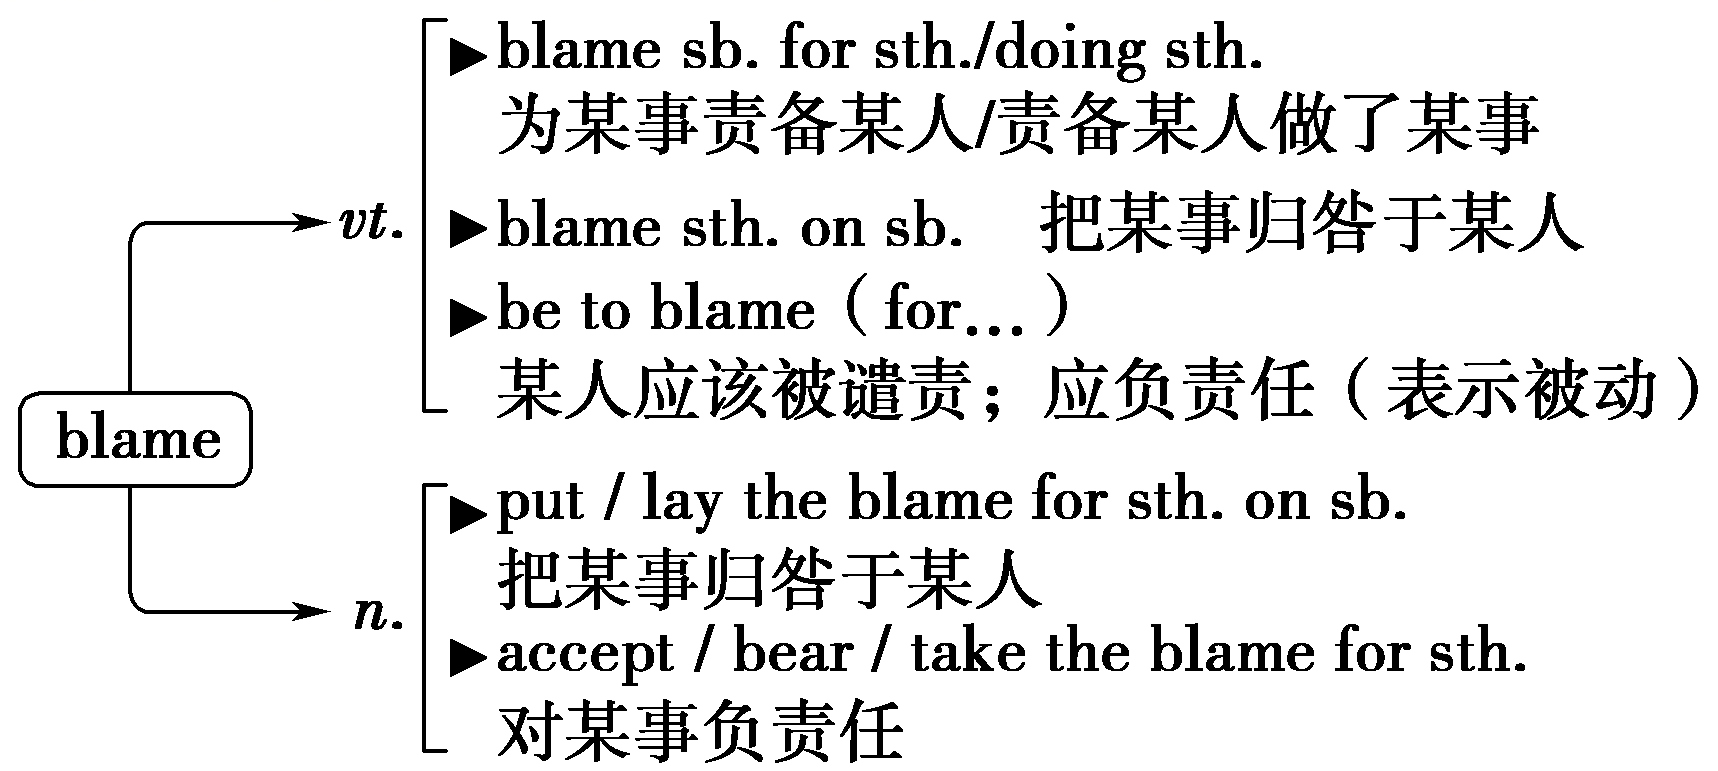 blame
vt.
▶blame sb. for sth./doing sth.
为某事责备某人/责备某人做了某事
▶blame sth. on sb. 把某事归咎于某人
▶be to blame（for…）
某人应该被谴责；应负责任（表示被动）
n.
▶put / lay the blame for sth. on sb.
把某事归咎于某人
▶accept / bear / take the blame for sth.
对某事负责任